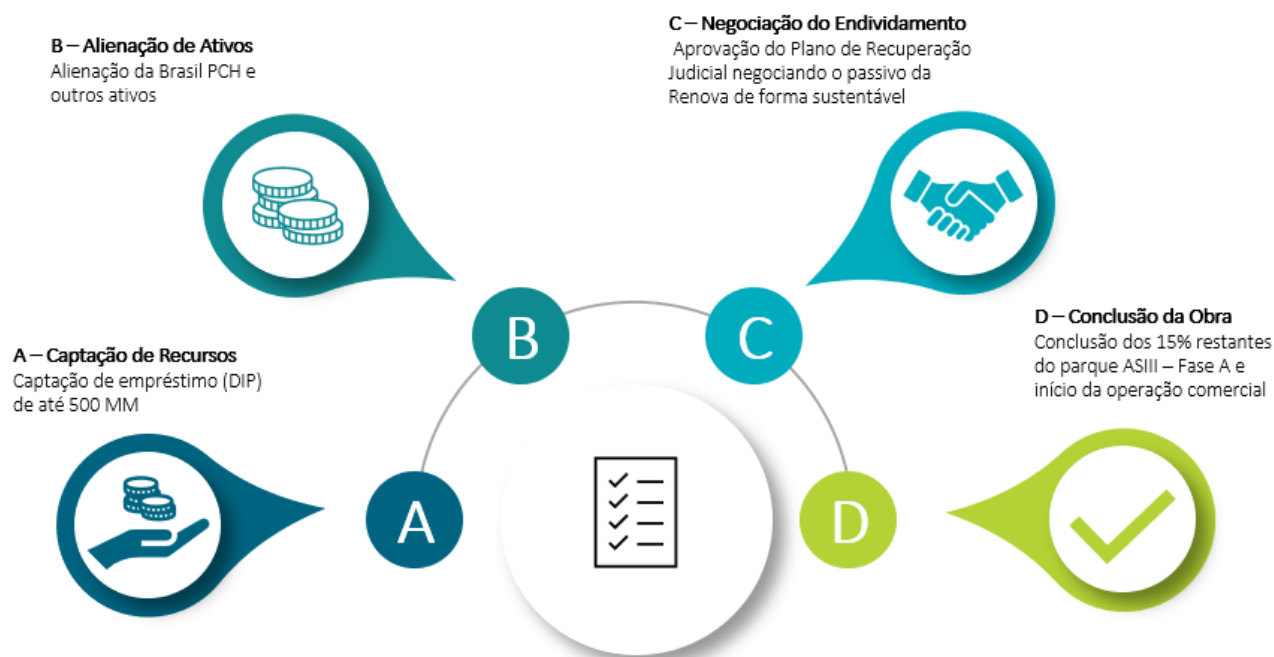 A – Captação de Recursos
Captação de empréstimo (DIP)
de até 500 MM
A
B – Alienação de Ativos
Alienação da Brasil PCH e
outros ativos
B
C – Negociação do Endividamento
Aprovação do Plano de Recuperação
Judicial negociando o passivo da
Renova de forma sustentável
C
D – Conclusão da Obra
Conclusão dos 15% restantes
do parque ASIII – Fase A e
início da operação comercial
D